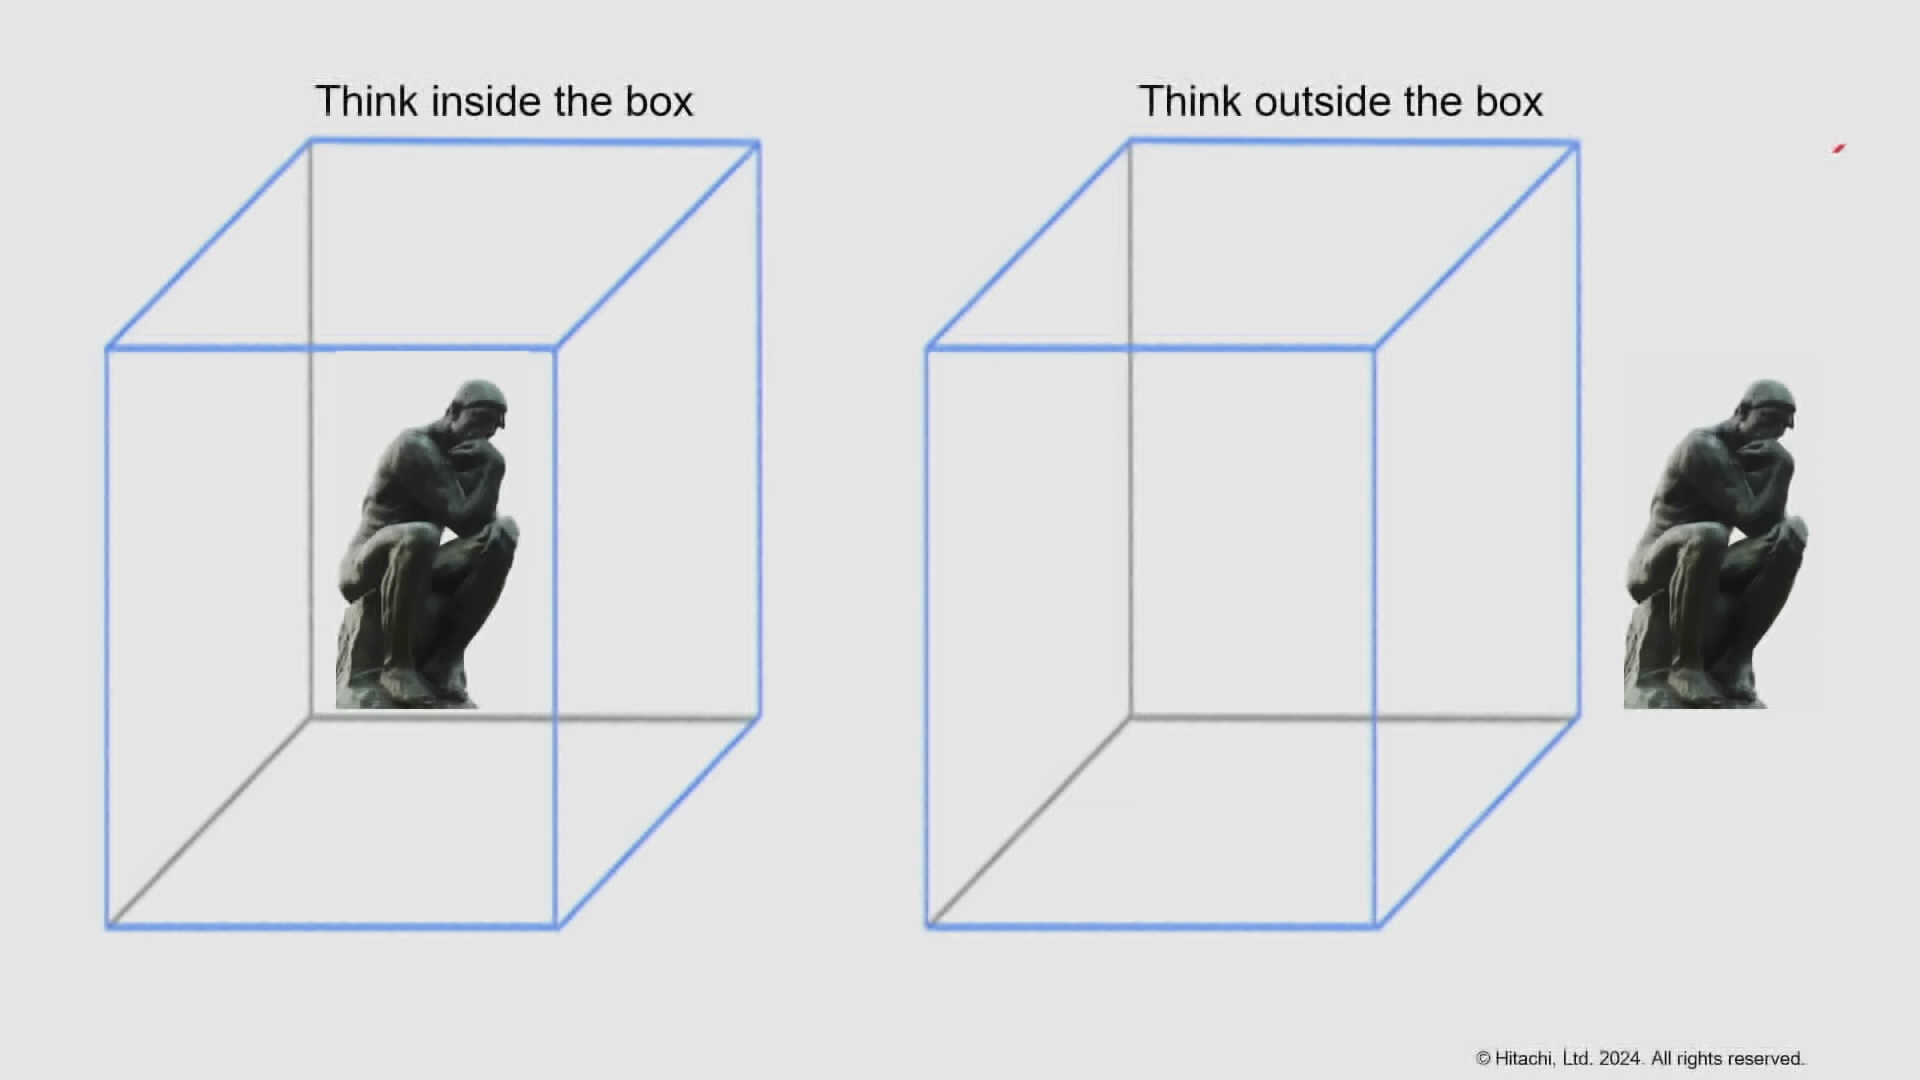 Think inside the box
Think outside the box
© Hitachi, Ltd. 2024. All rights reserved.